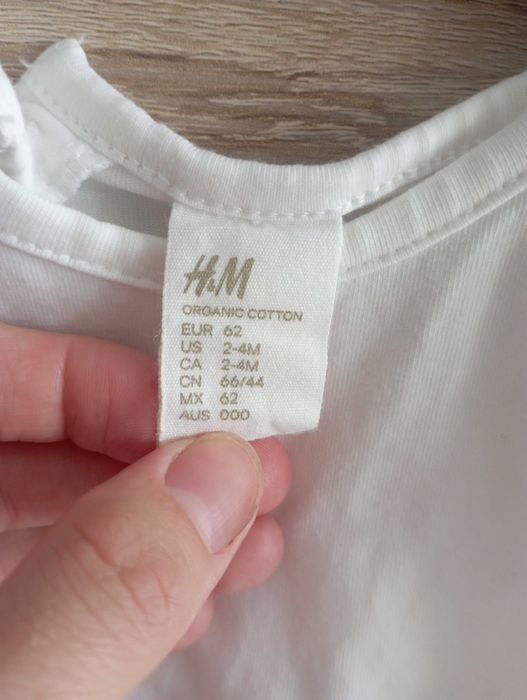 H&M
ORGANIC COTTON
EUR 62
US 2-4M
CA 2-4M
CN 66/44
MX 62
AUS 000